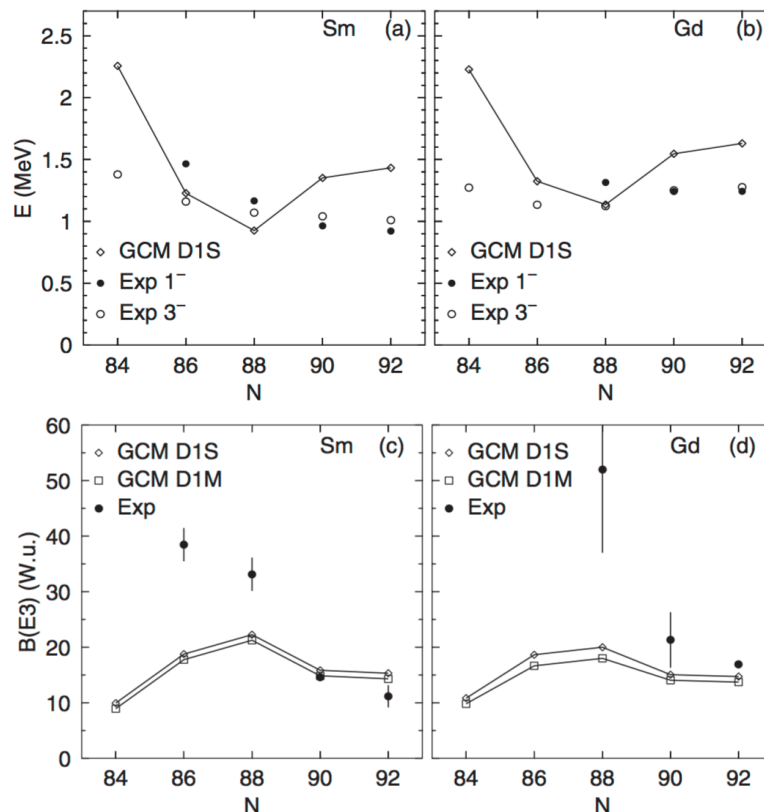 Sm (a)
2.5
2
1.5
1
0.5
0
E (MeV)
GCM D1S
Exp 1⁻
Exp 3⁻
84 86 88 90 92
N
Gd (b)
GCM D1S
Exp 1⁻
Exp 3⁻
84 86 88 90 92
N
Sm (c)
60
50
40
30
20
10
0
B(E3) (W.u.)
GCM D1S
GCM D1M
Exp
84 86 88 90 92
N
Gd (d)
GCM D1S
GCM D1M
Exp
84 86 88 90 92
N